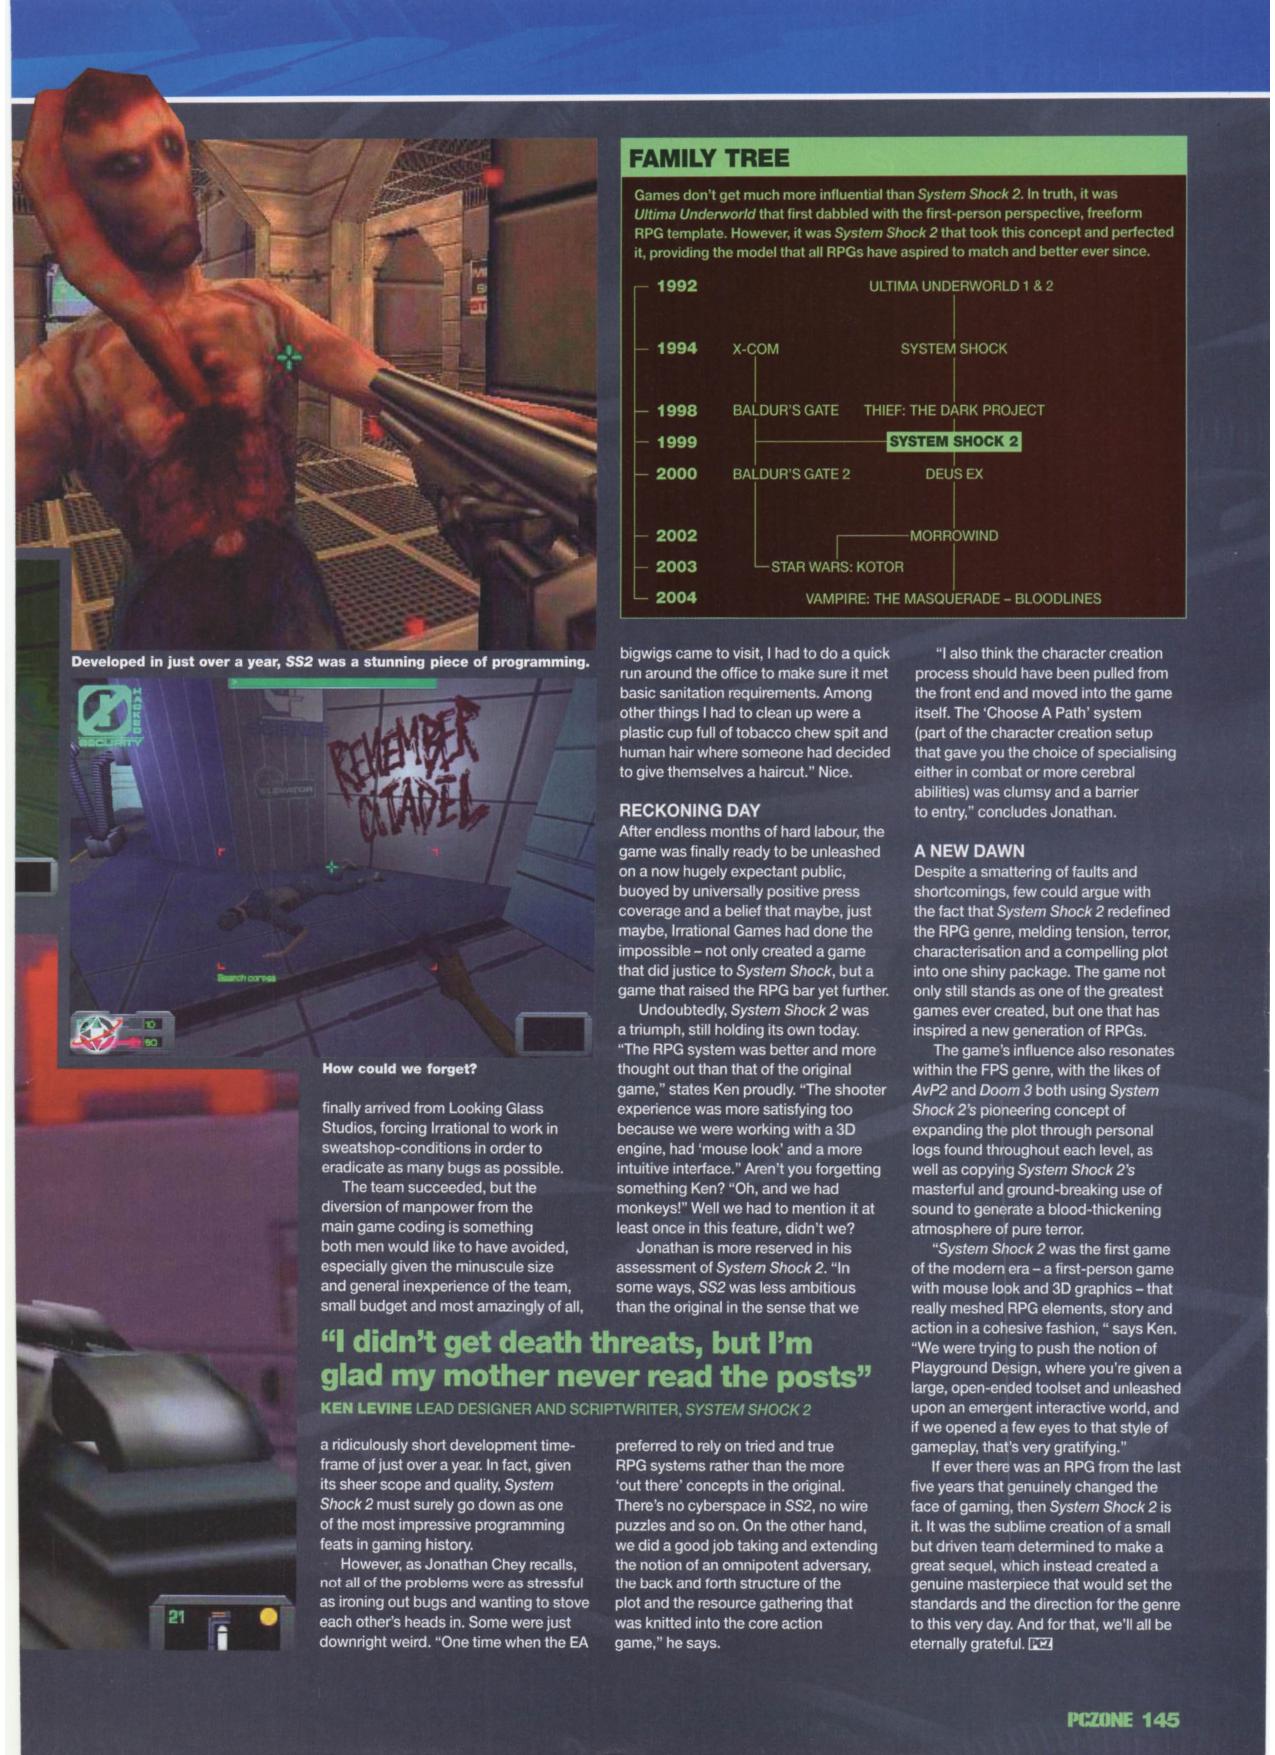 FAMILY TREE
Games don't get much more influential than System Shock 2. In truth, it was
Ultima Underworld that first dabbled with the first-person perspective, freeform
RPG template. However, it was System Shock 2 that took this concept and perfected
it, providing the model that all RPGs have aspired to match and better ever since.
1992 ULTIMA UNDERWORLD 1 & 2
1994 X-COM SYSTEM SHOCK
1998 BALDUR'S GATE THIEF: THE DARK PROJECT
1999 SYSTEM SHOCK 2
2000 BALDUR'S GATE 2 DEUS EX
2002 MORROWIND
2003 STAR WARS: KOTOR
2004 VAMPIRE: THE MASQUERADE – BLOODLINES
Developed in just over a year, SS2 was a stunning piece of programming.
HACKED
SECURITY
SCIENCE
ELEVATOR
REMEMBER
CITADEL
Search corpse
10
50
How could we forget?
finally arrived from Looking Glass
Studios, forcing Irrational to work in
sweatshop-conditions in order to
eradicate as many bugs as possible.
The team succeeded, but the
diversion of manpower from the
main game coding is something
both men would like to have avoided,
especially given the minuscule size
and general inexperience of the team,
small budget and most amazingly of all,
"I didn't get death threats, but I'm
glad my mother never read the posts"
KEN LEVINE LEAD DESIGNER AND SCRIPTWRITER, SYSTEM SHOCK 2
a ridiculously short development time-
frame of just over a year. In fact, given
its sheer scope and quality, System
Shock 2 must surely go down as one
of the most impressive programming
feats in gaming history.
However, as Jonathan Chey recalls,
not all of the problems were as stressful
as ironing out bugs and wanting to stove
each other's heads in. Some were just
downright weird. "One time when the EA
21
bigwigs came to visit, I had to do a quick
run around the office to make sure it met
basic sanitation requirements. Among
other things I had to clean up were a
plastic cup full of tobacco chew spit and
human hair where someone had decided
to give themselves a haircut." Nice.
RECKONING DAY
After endless months of hard labour, the
game was finally ready to be unleashed
on a now hugely expectant public,
buoyed by universally positive press
coverage and a belief that maybe, just
maybe, Irrational Games had done the
impossible – not only created a game
that did justice to System Shock, but a
game that raised the RPG bar yet further.
Undoubtedly, System Shock 2 was
a triumph, still holding its own today.
"The RPG system was better and more
thought out than that of the original
game," states Ken proudly. "The shooter
experience was more satisfying too
because we were working with a 3D
engine, had 'mouse look' and a more
intuitive interface." Aren't you forgetting
something Ken? "Oh, and we had
monkeys!" Well we had to mention it at
least once in this feature, didn't we?
Jonathan is more reserved in his
assessment of System Shock 2. "In
some ways, SS2 was less ambitious
than the original in the sense that we
preferred to rely on tried and true
RPG systems rather than the more
'out there' concepts in the original.
There's no cyberspace in SS2, no wire
puzzles and so on. On the other hand,
we did a good job taking and extending
the notion of an omnipotent adversary,
the back and forth structure of the
plot and the resource gathering that
was knitted into the core action
game," he says.
"I also think the character creation
process should have been pulled from
the front end and moved into the game
itself. The 'Choose A Path' system
(part of the character creation setup
that gave you the choice of specialising
either in combat or more cerebral
abilities) was clumsy and a barrier
to entry," concludes Jonathan.
A NEW DAWN
Despite a smattering of faults and
shortcomings, few could argue with
the fact that System Shock 2 redefined
the RPG genre, melding tension, terror,
characterisation and a compelling plot
into one shiny package. The game not
only still stands as one of the greatest
games ever created, but one that has
inspired a new generation of RPGs.
The game's influence also resonates
within the FPS genre, with the likes of
AvP2 and Doom 3 both using System
Shock 2's pioneering concept of
expanding the plot through personal
logs found throughout each level, as
well as copying System Shock 2's
masterful and ground-breaking use of
sound to generate a blood-thickening
atmosphere of pure terror.
"System Shock 2 was the first game
of the modern era – a first-person game
with mouse look and 3D graphics – that
really meshed RPG elements, story and
action in a cohesive fashion, " says Ken.
"We were trying to push the notion of
Playground Design, where you're given a
large, open-ended toolset and unleashed
upon an emergent interactive world, and
if we opened a few eyes to that style of
gameplay, that's very gratifying."
If ever there was an RPG from the last
five years that genuinely changed the
face of gaming, then System Shock 2 is
it. It was the sublime creation of a small
but driven team determined to make a
great sequel, which instead created a
genuine masterpiece that would set the
standards and the direction for the genre
to this very day. And for that, we'll all be
eternally grateful. PCZ
PCZONE 145